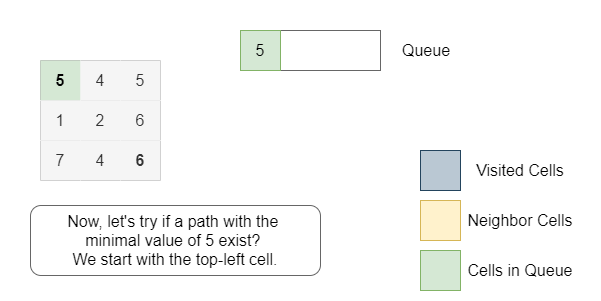 5 Queue
5 4 5
1 2 6
7 4 6
Visited Cells
Neighbor Cells
Cells in Queue
Now, let's try if a path with the
minimal value of 5 exist?
We start with the top-left cell.